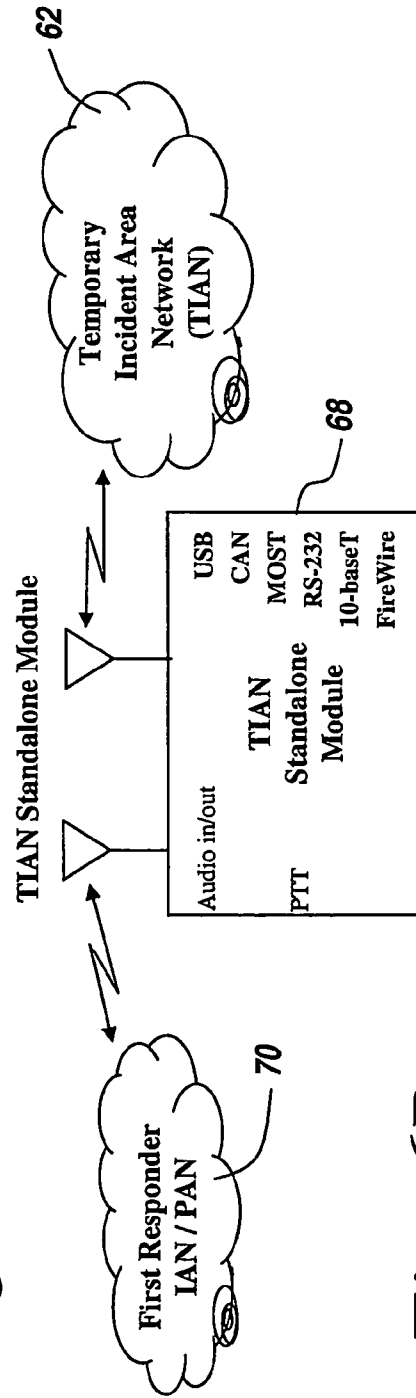 TIAN Standalone Module
First Responder
IAN / PAN
70
Audio in/out
PTT
TIAN
Standalone
Module
USB
CAN
MOST
RS-232
10-baseT
FireWire
68
Temporary
Incident Area
Network
(TIAN)
62